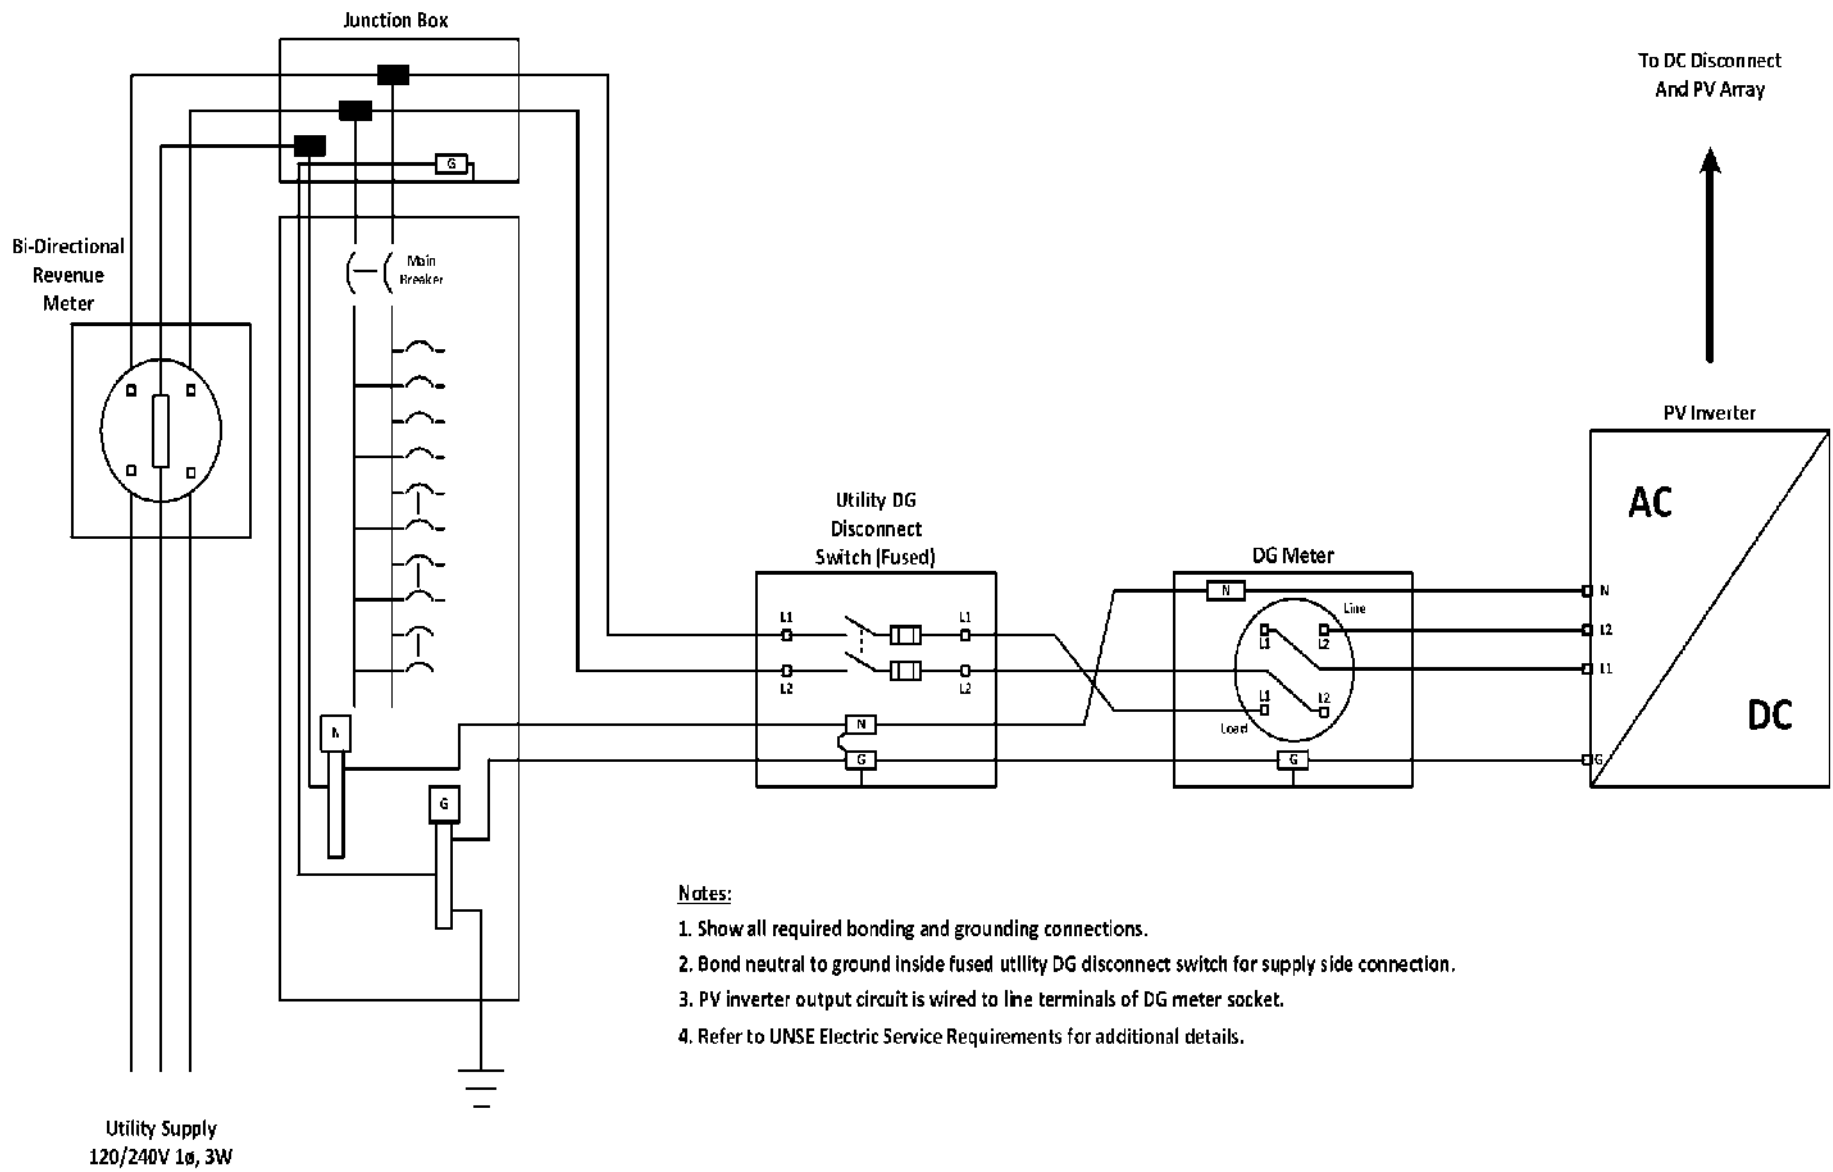 Junction Box
To DC Disconnect
And PV Array
G
Bi-Directional
Revenue
Meter
Main
Breaker
PV Inverter
AC
DC
Utility DG
Disconnect
Switch (Fused)
DG Meter
N
N
Line
L1
L1
L1
L2
L2
L1
L1
L2
L2
L2
L1
Load
N
N
G
G
G
G
Notes:
1. Show all required bonding and grounding connections.
2. Bond neutral to ground inside fused utility DG disconnect switch for supply side connection.
3. PV inverter output circuit is wired to line terminals of DG meter socket.
4. Refer to UNSE Electric Service Requirements for additional details.
Utility Supply
120/240V 1ø, 3W